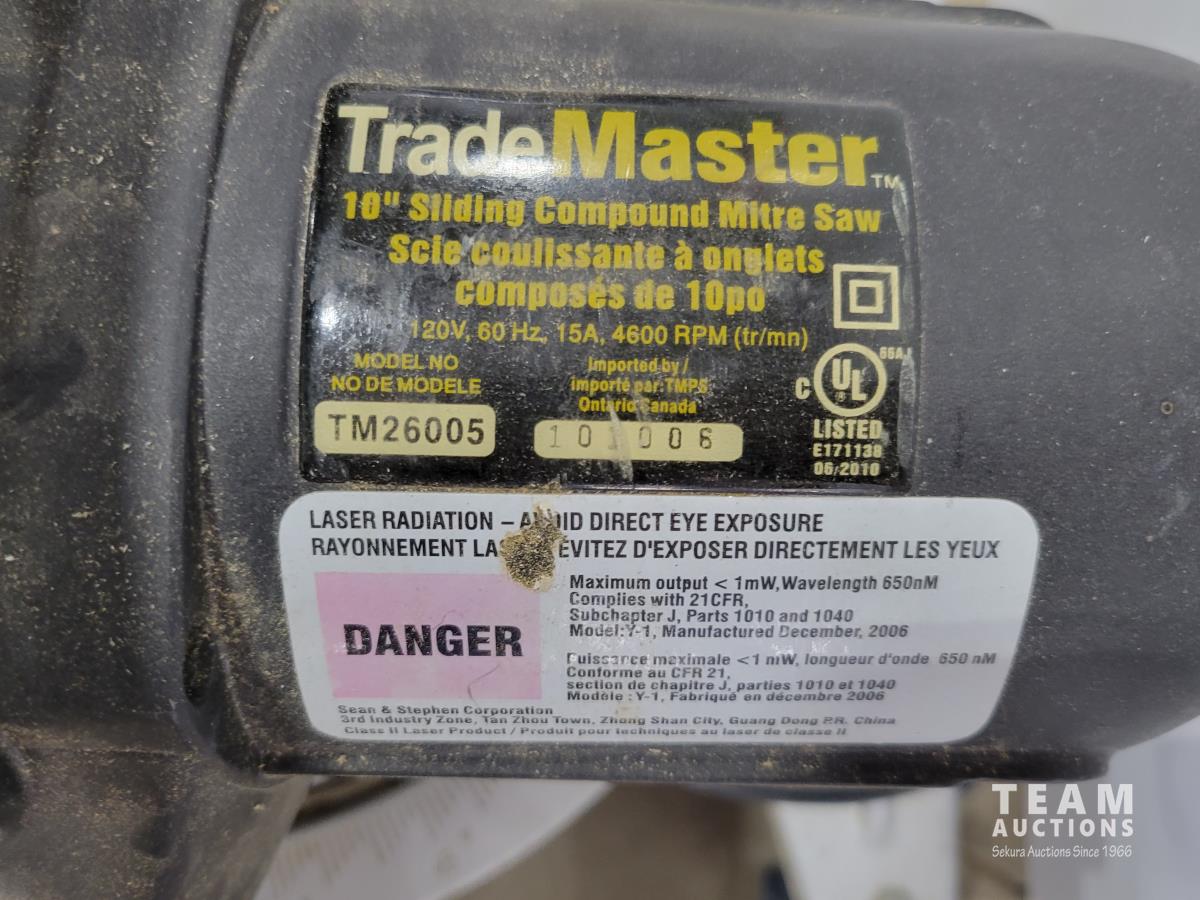 TradeMaster™
10" Sliding Compound Mitre Saw
Scie coulissante à onglets
composés de 10po
120V, 60 Hz, 15A, 4600 RPM (tr/mn)
MODEL NO
NO DE MODELE
TM26005
Imported by /
importé par:TMPS
Ontario Canada
101006
66A
C UL
LISTED
E171138
06/2010
LASER RADIATION – AVOID DIRECT EYE EXPOSURE
RAYONNEMENT EVITEZ D'EXPOSER DIRECTEMENT LES YEUX
DANGER
Maximum output < 1mW,Wavelength 650nM
Complies with 21CFR,
Subchapter J, Parts 1010 and 1040
Model:Y-1, Manufactured December, 2006
Puissance maximale <1 mW, longueur d'onde 650 nM
Conforme au CFR 21,
section de chapitre J, parties 1010 et 1040
Modèle : Y-1, Fabriqué en décembre 2006
Sean & Stephen Corporation
3rd Industry Zone, Tan Zhou Town, Zhong Shan City, Guang Dong P.R. China
Class II Laser Product / Produit pour techniques au laser de classe II
TEAM
AUCTIONS
Sekura Auctions Since 1966